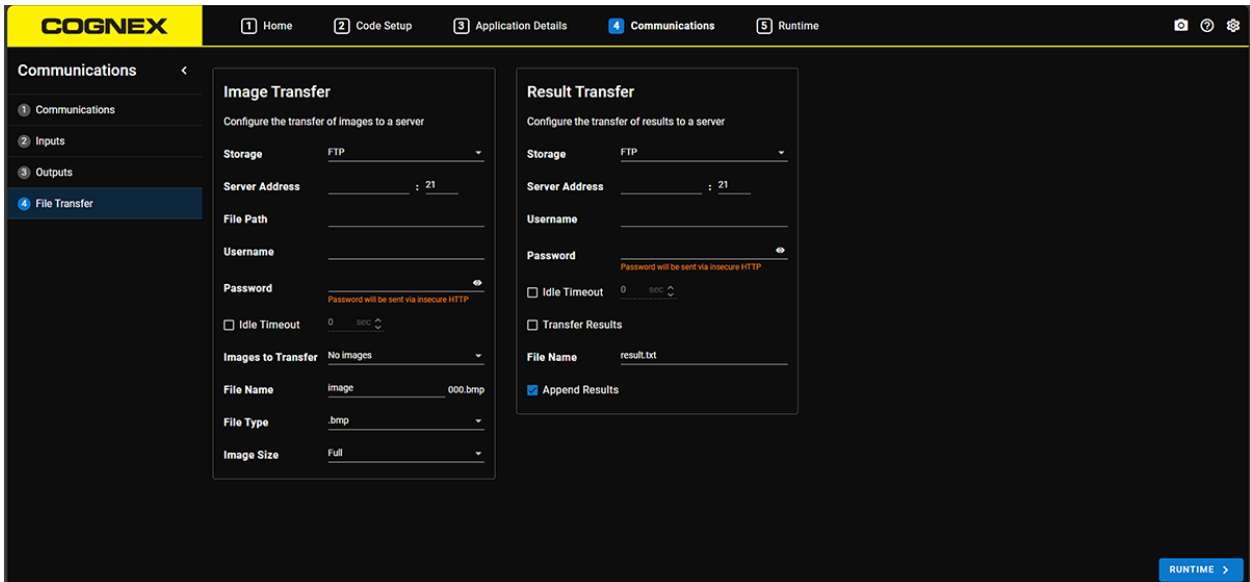 COGNEX
1 Home 2 Code Setup 3 Application Details 4 Communications 5 Runtime
Communications
1 Communications
2 Inputs
3 Outputs
4 File Transfer
Image Transfer
Configure the transfer of images to a server
Storage FTP
Server Address : 21
File Path
Username
Password
Password will be sent via insecure HTTP
Idle Timeout 0 sec
Images to Transfer No images
File Name image 000.bmp
File Type .bmp
Image Size Full
Result Transfer
Configure the transfer of results to a server
Storage FTP
Server Address : 21
Username
Password
Password will be sent via insecure HTTP
Idle Timeout 0 sec
Transfer Results
File Name result.txt
Append Results
RUNTIME